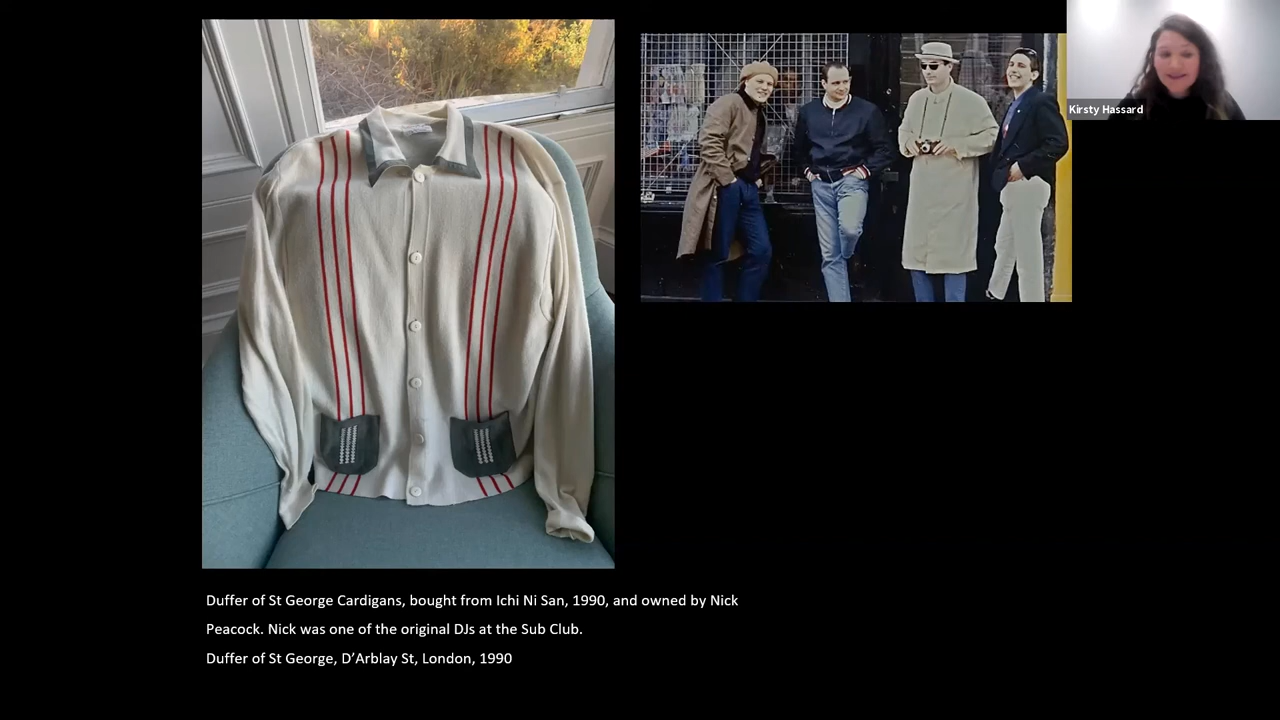 Kirsty Hassard
Duffer of St George Cardigans, bought from Ichi Ni San, 1990, and owned by Nick
Peacock. Nick was one of the original DJs at the Sub Club.
Duffer of St George, D’Arblay St, London, 1990